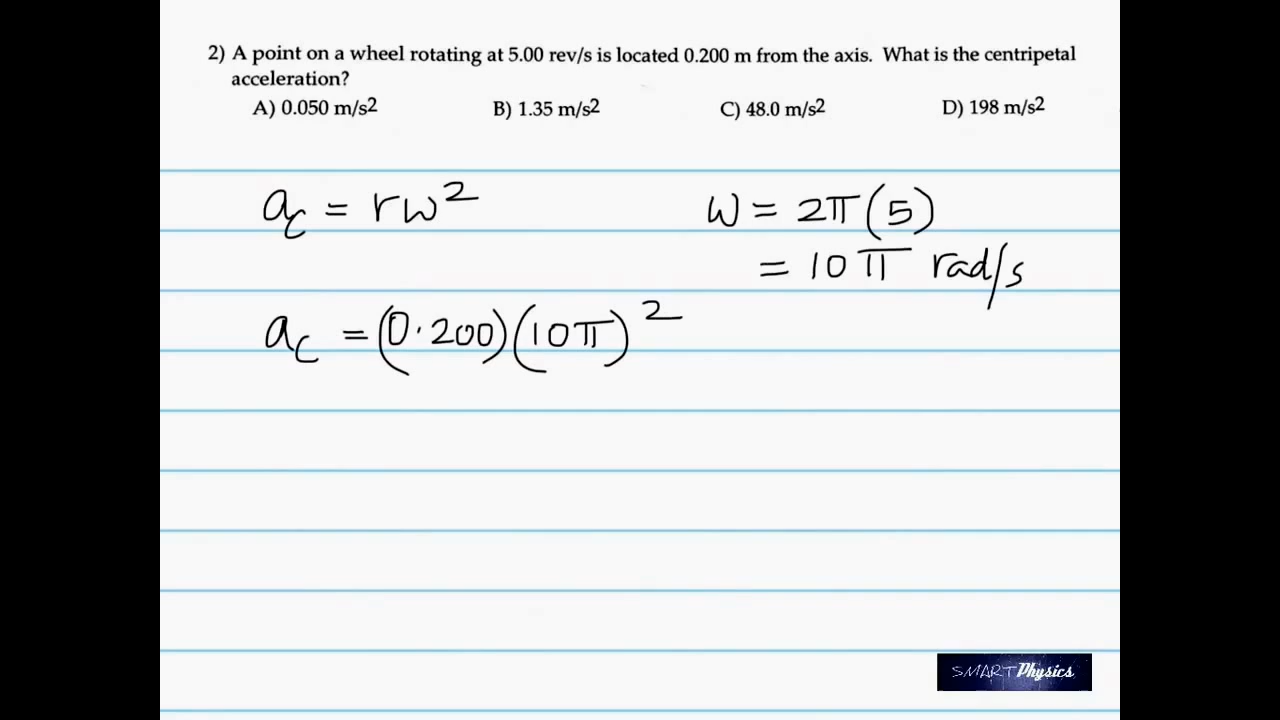 2) A point on a wheel rotating at 5.00 rev/s is located 0.200 m from the axis. What is the centripetal
acceleration?
A) 0.050 m/s2 B) 1.35 m/s2 C) 48.0 m/s2 D) 198 m/s2
ac = rω² ω = 2π(5)
= 10π rad/s
ac = (0.200)(10π)²
SMART Physics